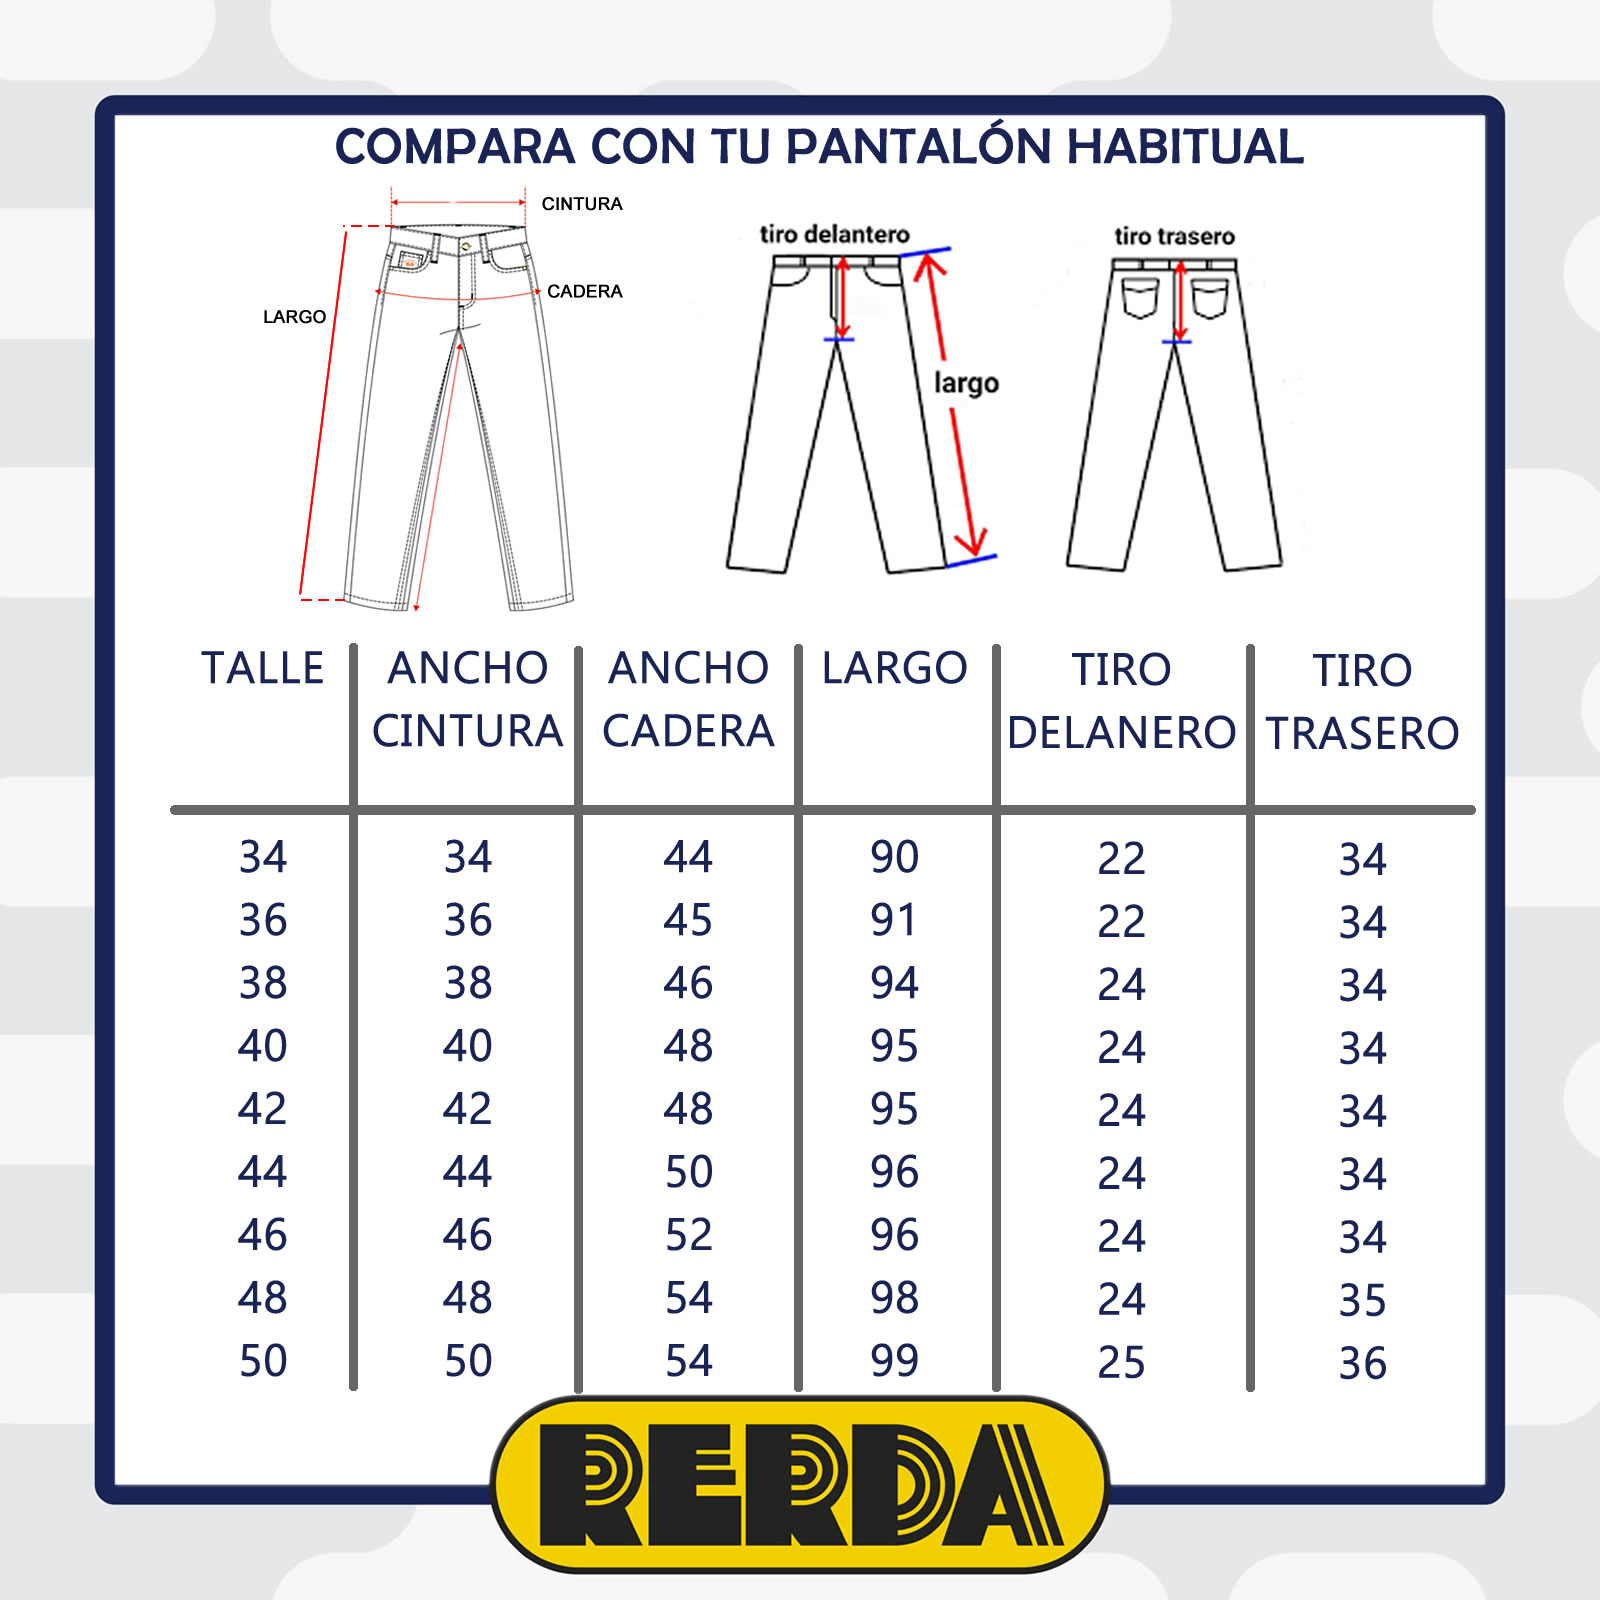 COMPARA CON TU PANTALÓN HABITUAL
CINTURA
CADERA
LARGO
tiro delantero
largo
tiro trasero
TALLE ANCHO CINTURA ANCHO CADERA LARGO TIRO DELANERO TIRO TRASERO
34 34 44 90 22 34
36 36 45 91 22 34
38 38 46 94 24 34
40 40 48 95 24 34
42 42 48 95 24 34
44 44 50 96 24 34
46 46 52 96 24 34
48 48 54 98 24 35
50 50 54 99 25 36
RERDA